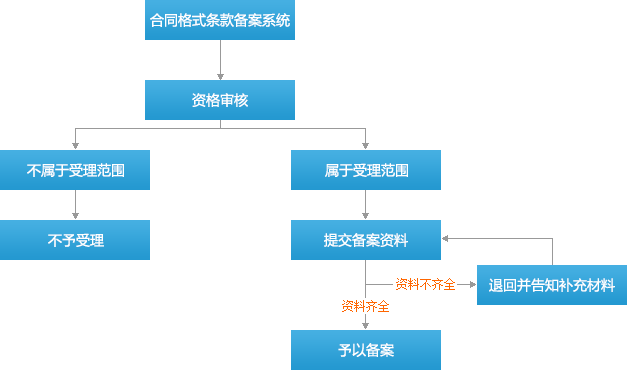 合同格式条款备案系统
资格审核
不属于受理范围
属于受理范围
不予受理
提交备案资料
资料不齐全
退回并告知补充材料
资料齐全
予以备案